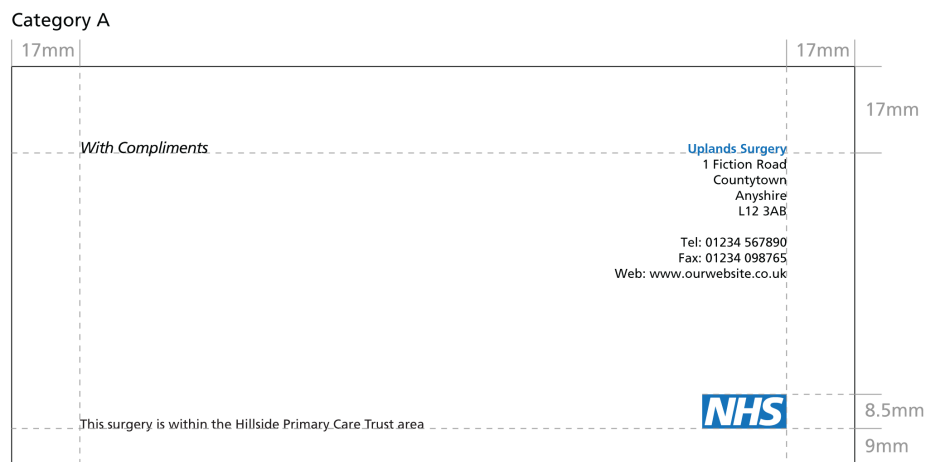 Category A
17mm
17mm
17mm
With Compliments
Uplands Surgery
1 Fiction Road
Countytown
Anyshire
L12 3AB
Tel: 01234 567890
Fax: 01234 098765
Web: www.ourwebsite.co.uk
NHS
8.5mm
This surgery is within the Hillside Primary Care Trust area
9mm